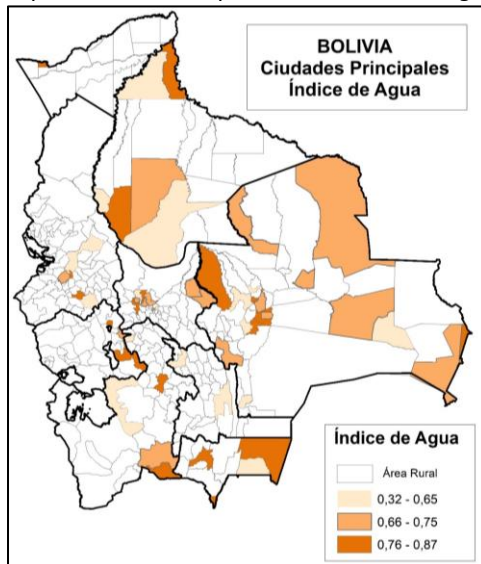 BOLIVIA
Ciudades Principales
Índice de Agua
Índice de Agua
Área Rural
0,32 - 0,65
0,66 - 0,75
0,76 - 0,87